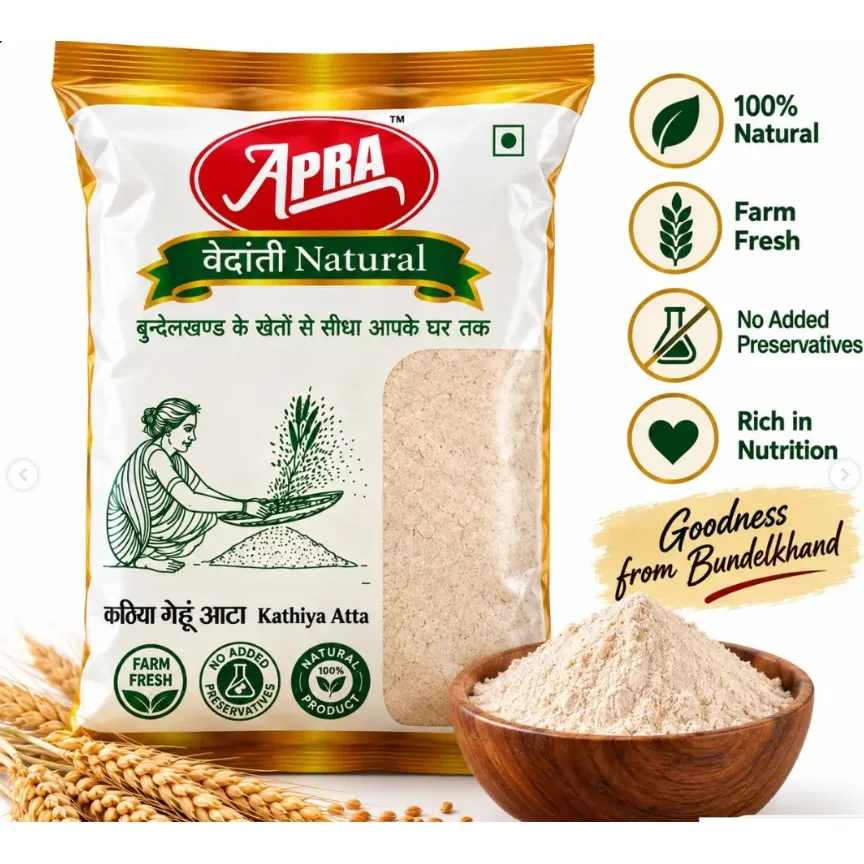 APRA
TM
वेदांती Natural
बुन्देलखण्ड के खेतों से सीधा आपके घर तक
कठिया गेहूं आटा Kathiya Atta
FARM
FRESH
NO ADDED
PRESERVATIVES
NATURAL
100%
PRODUCT
100%
Natural
Farm
Fresh
No Added
Preservatives
Rich in
Nutrition
Goodness
from Bundelkhand